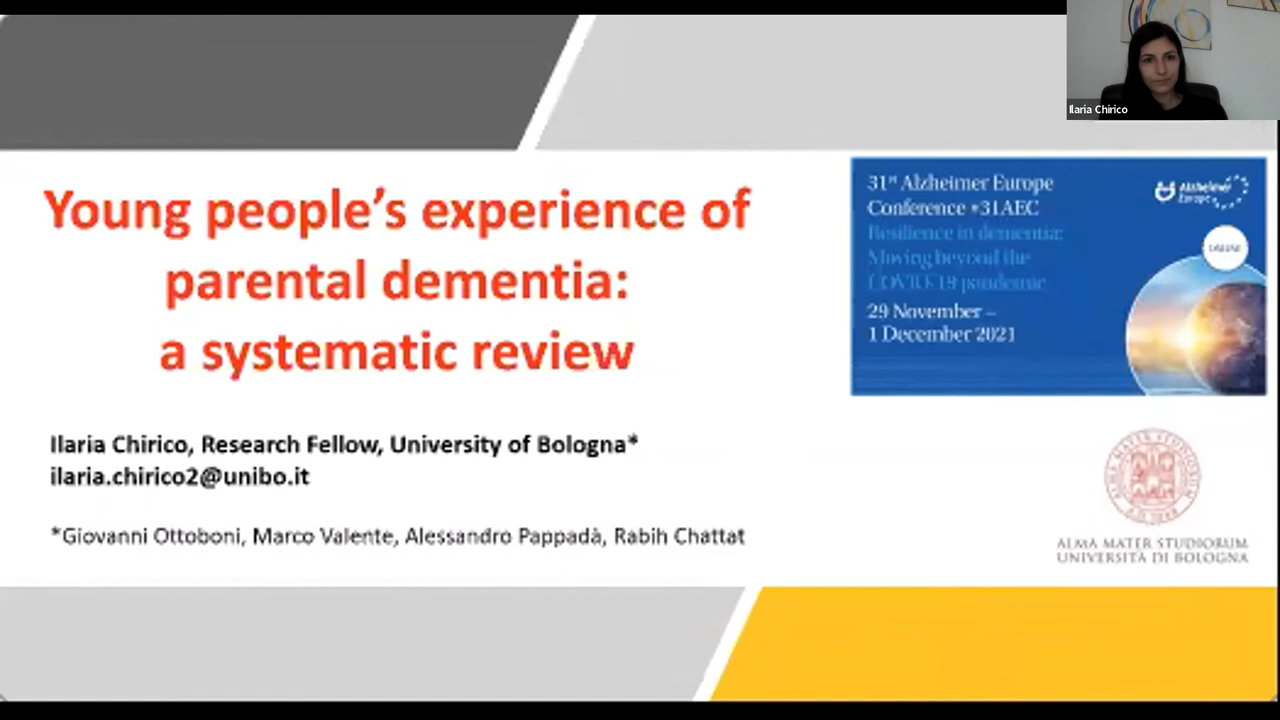 Ilaria Chirico
Young people's experience of
parental dementia:
a systematic review
31st Alzheimer Europe
Conference #31AEC
Resilience in dementia:
Moving beyond the
COVID-19 pandemic
29 November –
1 December 2021
Alzheimer
Europe
Ilaria Chirico, Research Fellow, University of Bologna*
ilaria.chirico2@unibo.it
*Giovanni Ottoboni, Marco Valente, Alessandro Pappadà, Rabih Chattat
ALMA MATER STUDIORUM
UNIVERSITÀ DI BOLOGNA